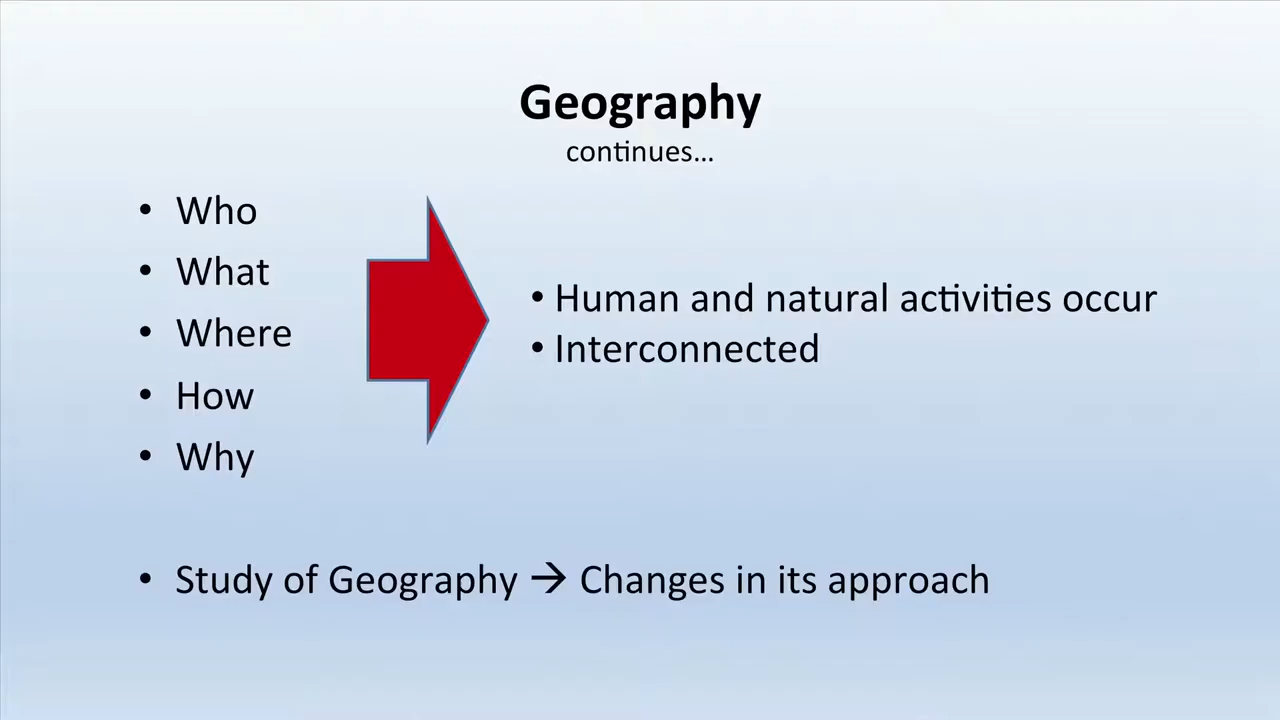 Geography
continues…
• Who
• What
• Where
• How
• Why
• Human and natural activities occur
• Interconnected
• Study of Geography → Changes in its approach